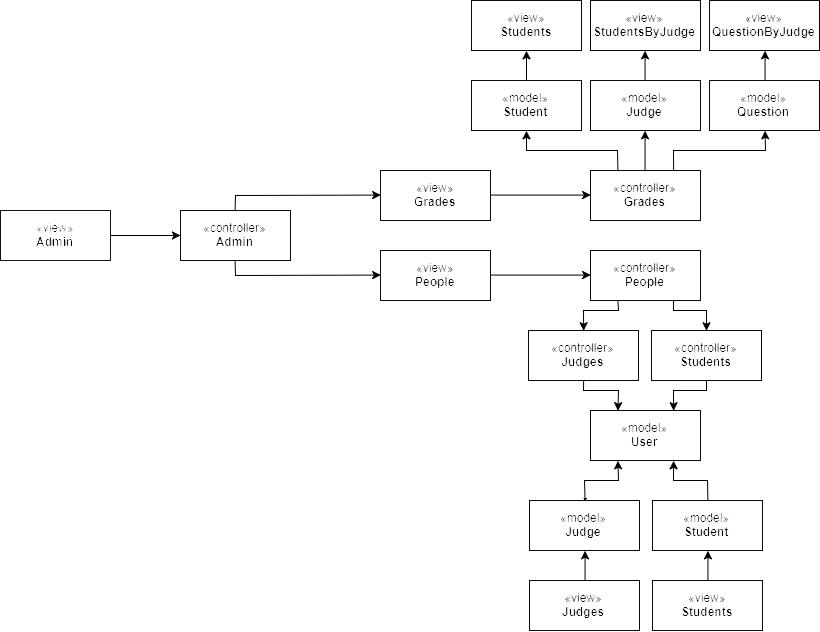 «view»
Students
«view»
StudentsByJudge
«view»
QuestionByJudge
«model»
Student
«model»
Judge
«model»
Question
«view»
Grades
«controller»
Grades
«view»
Admin
«controller»
Admin
«view»
People
«controller»
People
«controller»
Judges
«controller»
Students
«model»
User
«model»
Judge
«model»
Student
«view»
Judges
«view»
Students